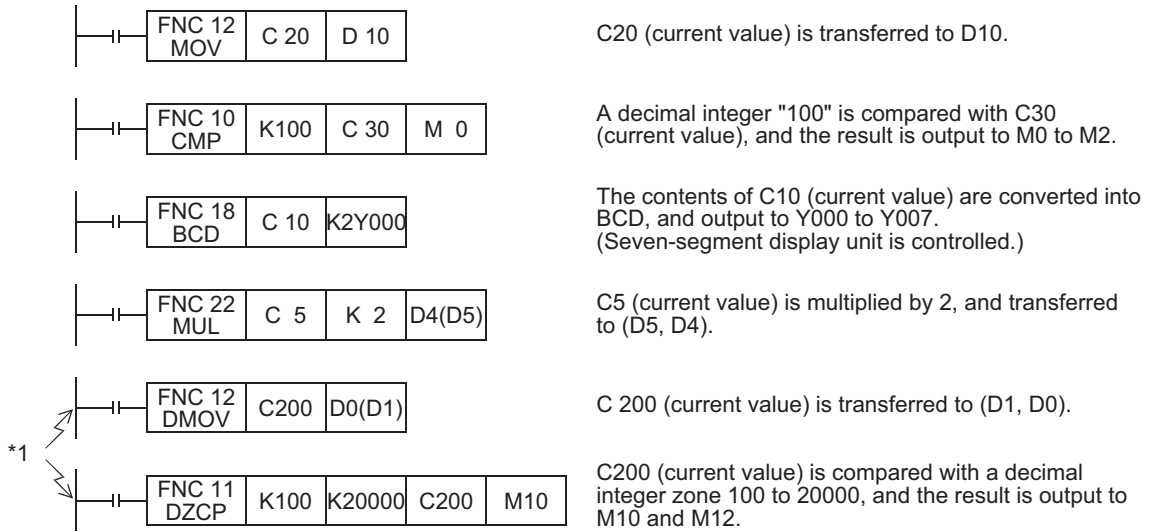 FNC 12
MOV
C 20
D 10
C20 (current value) is transferred to D10.
FNC 10
CMP
K100
C 30
M 0
A decimal integer "100" is compared with C30
(current value), and the result is output to M0 to M2.
FNC 18
BCD
C 10
K2Y000
The contents of C10 (current value) are converted into
BCD, and output to Y000 to Y007.
(Seven-segment display unit is controlled.)
FNC 22
MUL
C 5
K 2
D4(D5)
C5 (current value) is multiplied by 2, and transferred
to (D5, D4).
FNC 12
DMOV
C200
D0(D1)
C 200 (current value) is transferred to (D1, D0).
*1
FNC 11
DZCP
K100
K20000
C200
M10
C200 (current value) is compared with a decimal
integer zone 100 to 20000, and the result is output to
M10 and M12.